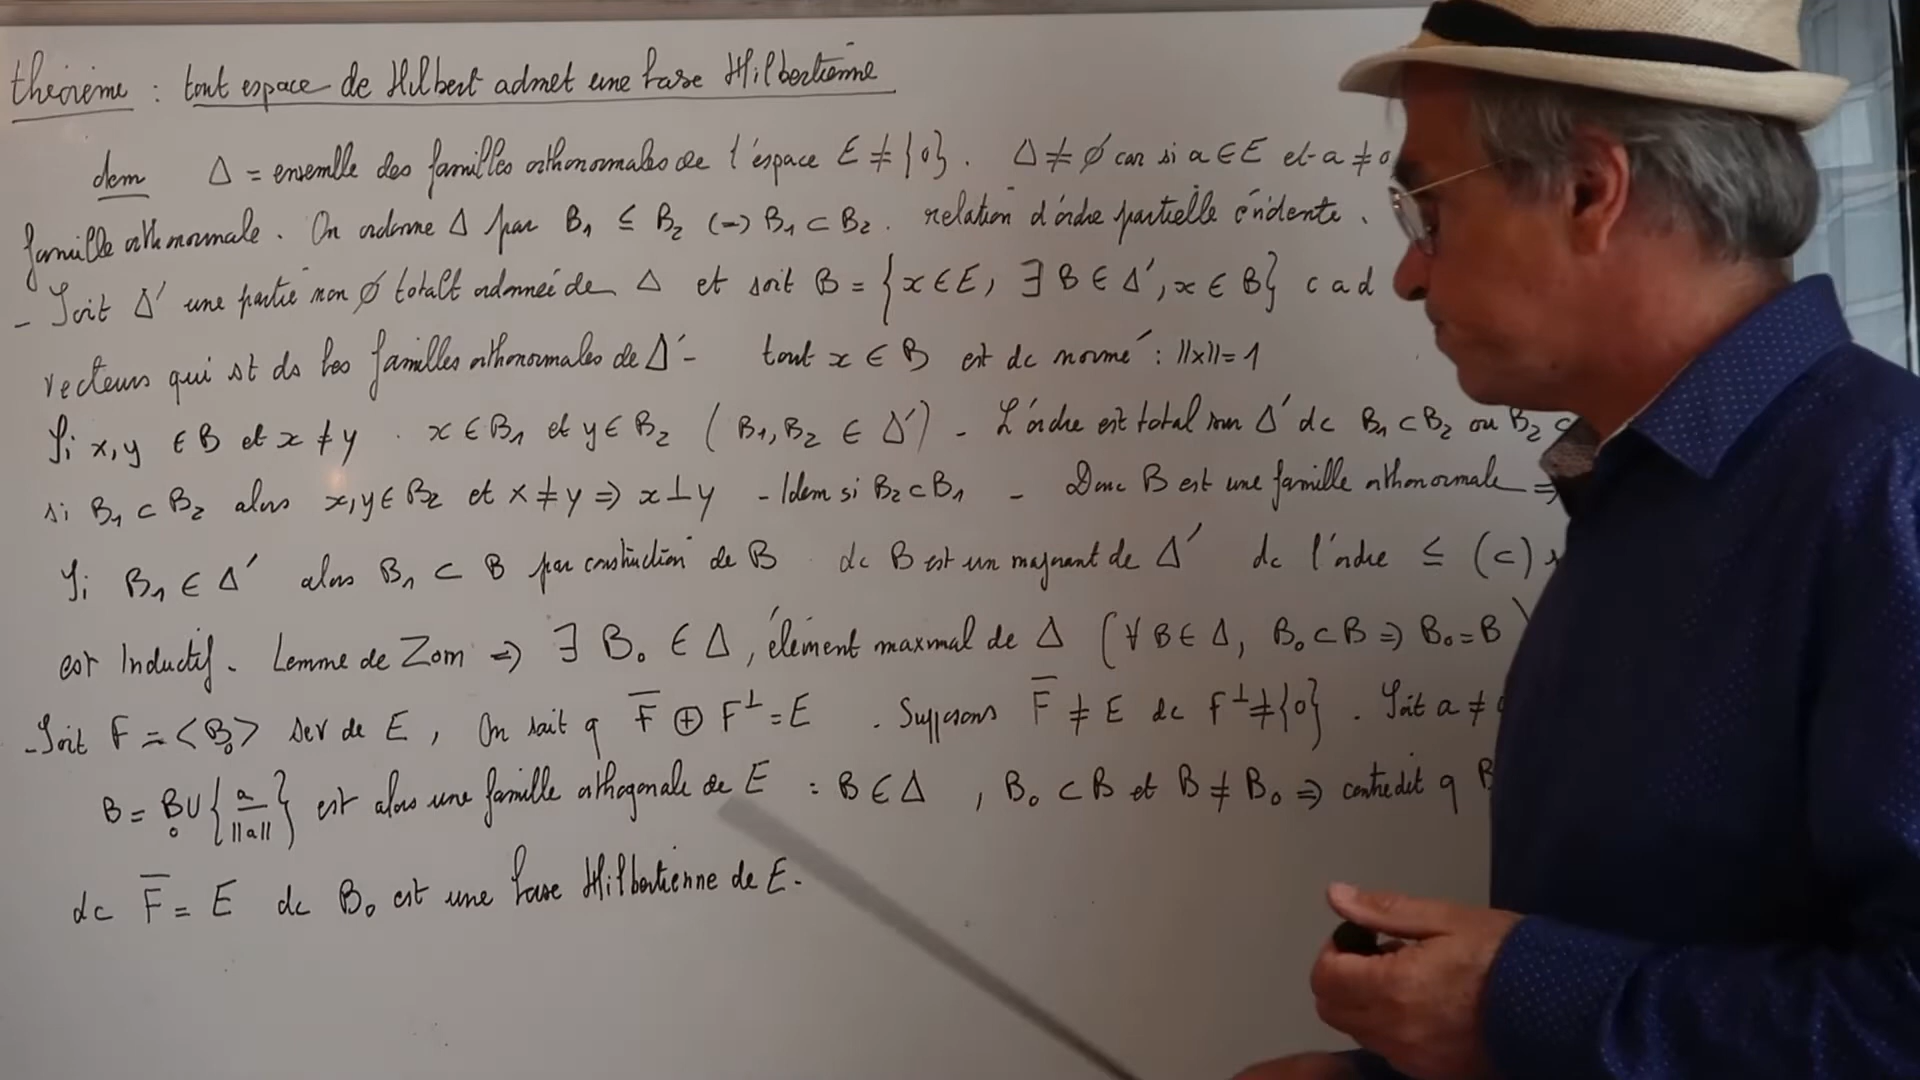 théorème : tout espace de Hilbert admet une base Hilbertienne
dem Δ = ensemble des familles orthonormales de l'espace E ≠ {0}. Δ ≠ ∅ car si a ∈ E et a ≠ 0
famille orthonormale. On ordonne Δ par B₁ ≤ B₂ (=) B₁ ⊂ B₂. relation d'ordre partielle évidente.
- Soit Δ' une partie non ∅ totalt ordonnée de Δ et soit B = {x ∈ E, ∃ B ∈ Δ', x ∈ B} c a d
vecteurs qui st ds les familles orthonormales de Δ'- tout x ∈ B est dc normé : ||x|| = 1
Si x, y ∈ B et x ≠ y . x ∈ B₁ et y ∈ B₂ (B₁, B₂ ∈ Δ') - L'ordre est total sur Δ' dc B₁ ⊂ B₂ ou B₂ ⊂
si B₁ ⊂ B₂ alors x, y ∈ B₂ et x ≠ y => x ⊥ y - Idem si B₂ ⊂ B₁ - Donc B est une famille orthonormale =>
Si B₁ ∈ Δ' alors B₁ ⊂ B par construction de B dc B est un majorant de Δ' dc l'ordre ≤ (⊂)
est Inductif. Lemme de Zorn => ∃ B₀ ∈ Δ, élément maxmal de Δ (∀ B ∈ Δ, B₀ ⊂ B => B₀ = B)
- Soit F = <B₀> sev de E, On sait q F̅ ⊕ F^⊥ = E . Supposons F̅ ≠ E dc F^⊥ ≠ {0} . Soit a ≠
B = B₀ ∪ {a/||a||} est alors une famille orthogonale de E : B ∈ Δ , B₀ ⊂ B et B ≠ B₀ => contredit q B
dc F̅ = E dc B₀ est une base Hilbertienne de E.